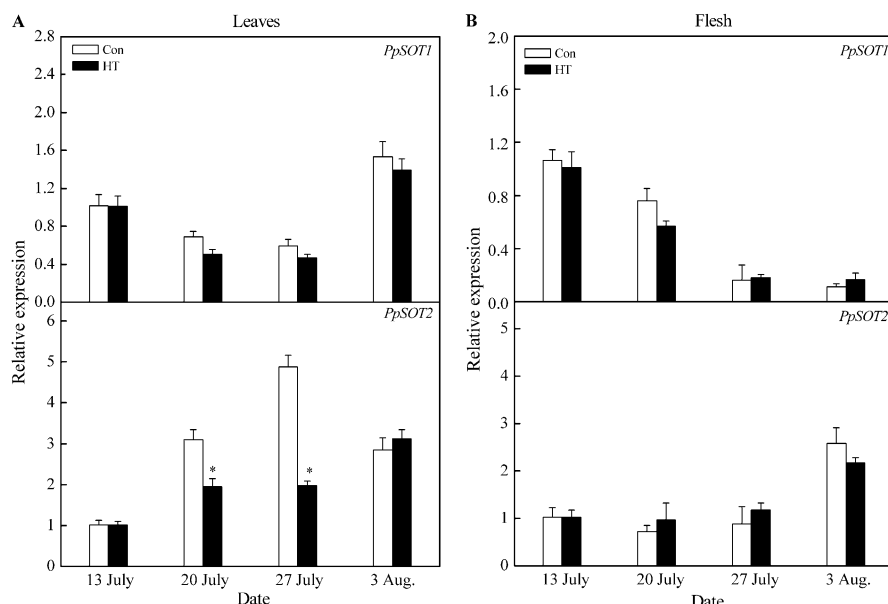 A
Leaves
2.8
2.4
2.0
1.6
1.2
0.8
0.4
0.0
Con
HT
PpSOT1
Relative expression
6
5
4
3
2
1
0
PpSOT2
*
*
13 July
20 July
27 July
3 Aug.
Date
B
Flesh
2.0
1.6
1.2
0.8
0.4
0.0
Con
HT
PpSOT1
Relative expression
5
4
3
2
1
0
PpSOT2
13 July
20 July
27 July
3 Aug.
Date